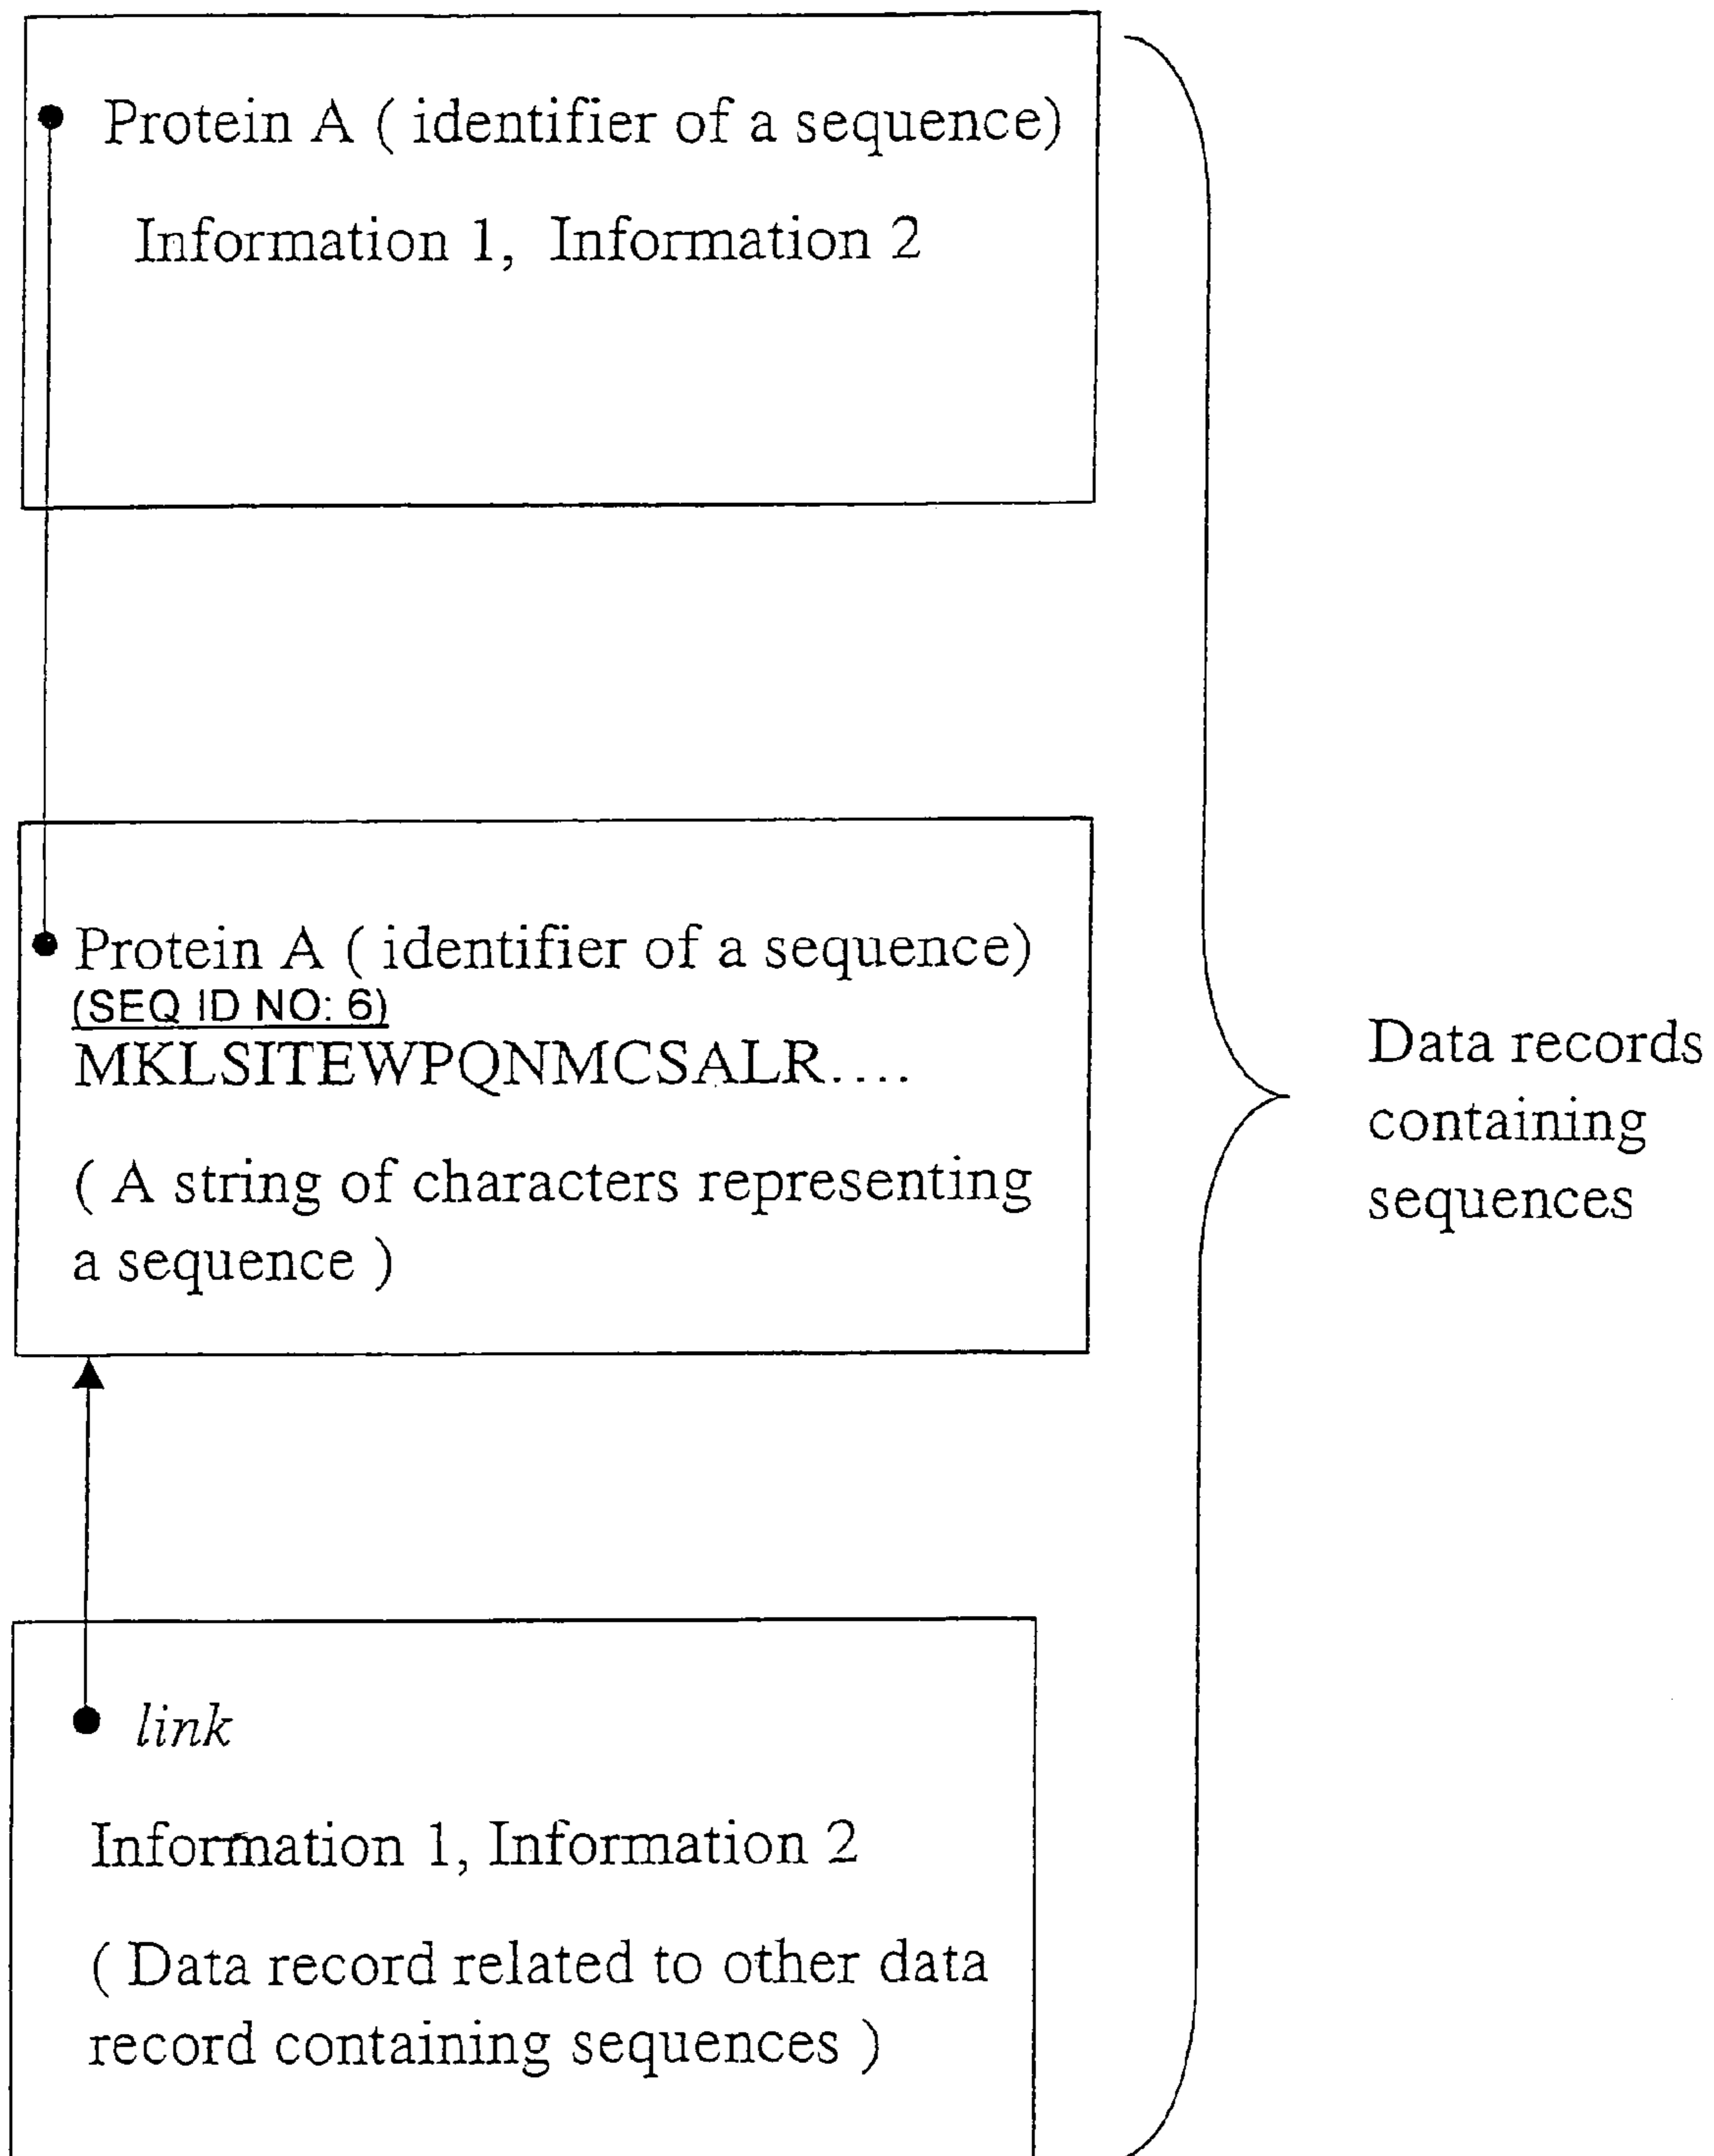 Protein A ( identifier of a sequence)
Information 1, Information 2
Protein A ( identifier of a sequence)
(SEQ ID NO: 6)
MKLSITEWPQNMCSALR....
( A string of characters representing
a sequence )
link
Information 1, Information 2
( Data record related to other data
record containing sequences )
Data records
containing
sequences